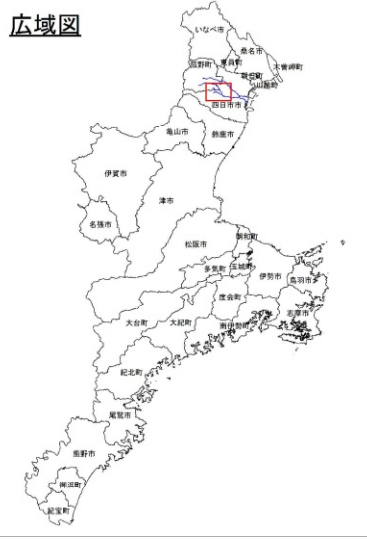 広域図
いなべ市
桑名市
東員町
木曽岬町
菰野町
朝日町
川越町
四日市市
亀山市
鈴鹿市
伊賀市
津市
名張市
松阪市
明和町
多気町
玉城町
伊勢市
鳥羽市
度会町
志摩市
大台町
大紀町
南伊勢町
紀北町
尾鷲市
熊野市
御浜町
紀宝町